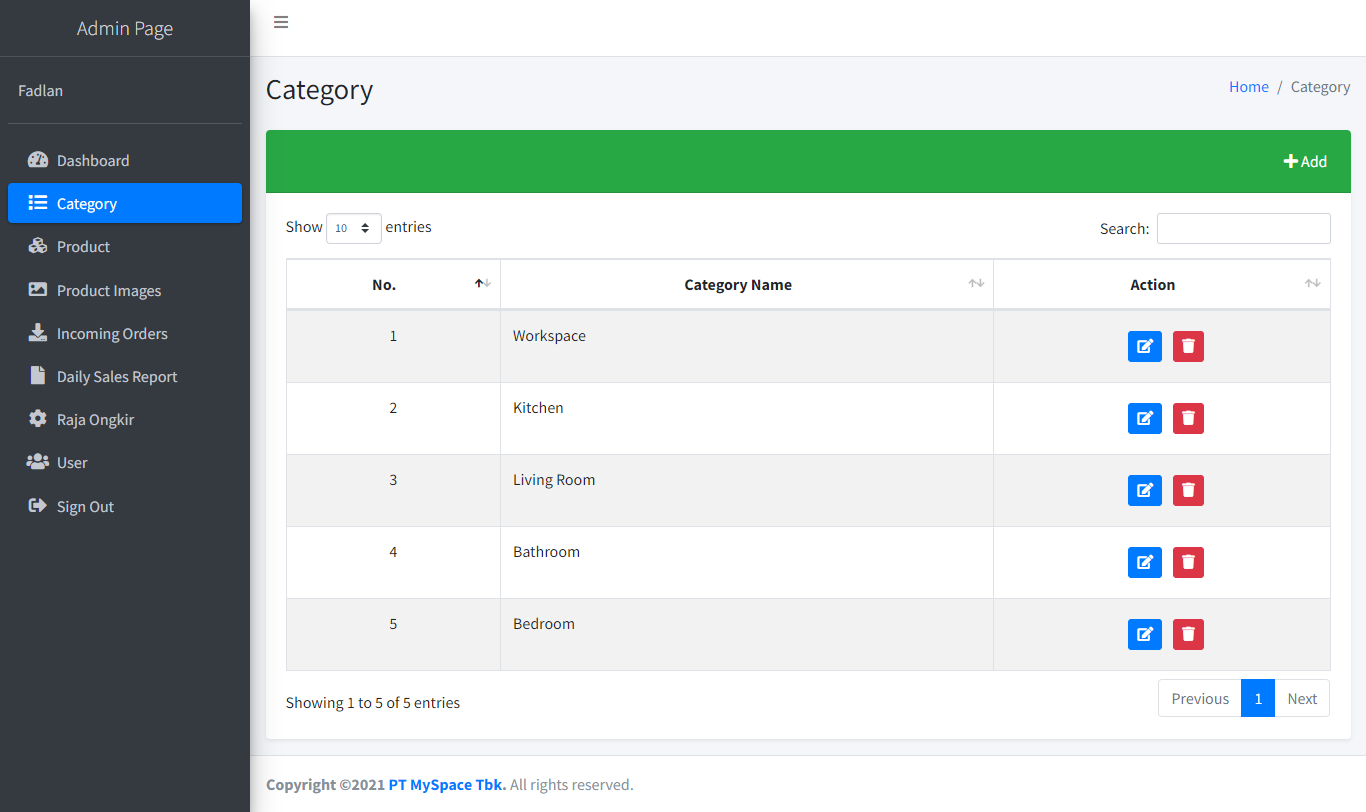 Admin Page
Fadlan
Dashboard
Category
Product
Product Images
Incoming Orders
Daily Sales Report
Raja Ongkir
User
Sign Out
Category
Home / Category
Add
Show 10 entries
Search:
No. Category Name Action
1 Workspace
2 Kitchen
3 Living Room
4 Bathroom
5 Bedroom
Showing 1 to 5 of 5 entries
Previous 1 Next
Copyright ©2021 PT MySpace Tbk. All rights reserved.